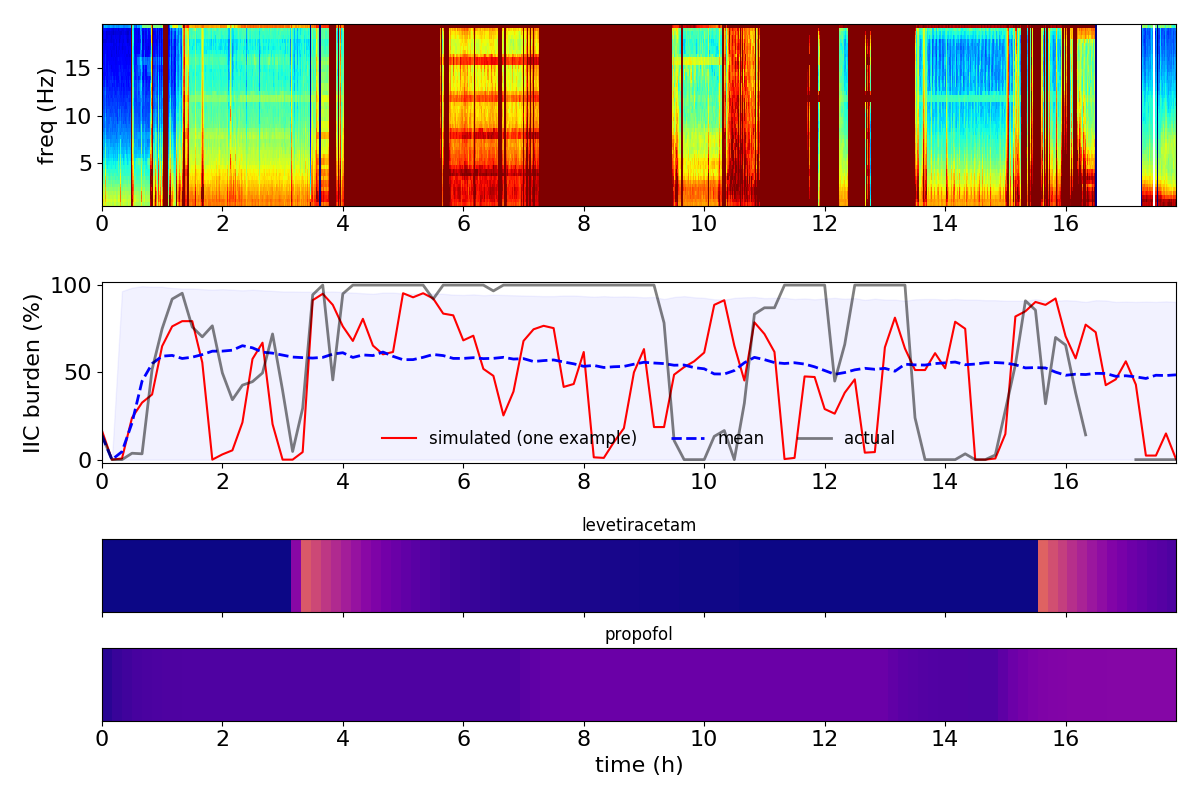 freq (Hz)
15
10
5
0 2 4 6 8 10 12 14 16
IIC burden (%)
100
50
0
simulated (one example) mean actual
0 2 4 6 8 10 12 14 16
levetiracetam
propofol
0 2 4 6 8 10 12 14 16
time (h)